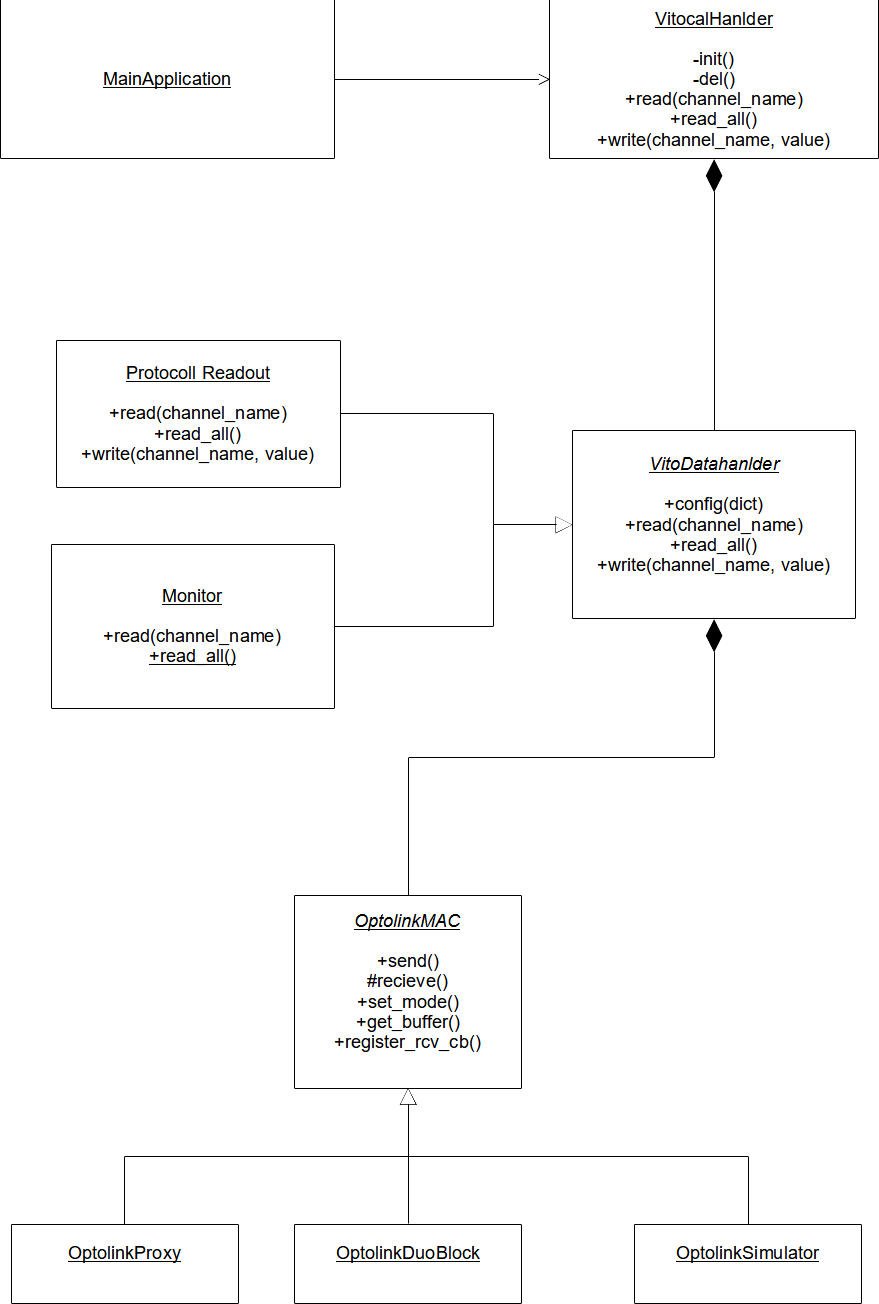 MainApplication
VitocalHanlder
-init()
-del()
+read(channel_name)
+read_all()
+write(channel_name, value)
Protocoll Readout
+read(channel_name)
+read_all()
+write(channel_name, value)
VitoDatahanlder
+config(dict)
+read(channel_name)
+read_all()
+write(channel_name, value)
Monitor
+read(channel_name)
+read_all()
OptolinkMAC
+send()
#recieve()
+set_mode()
+get_buffer()
+register_rcv_cb()
OptolinkProxy
OptolinkDuoBlock
OptolinkSimulator